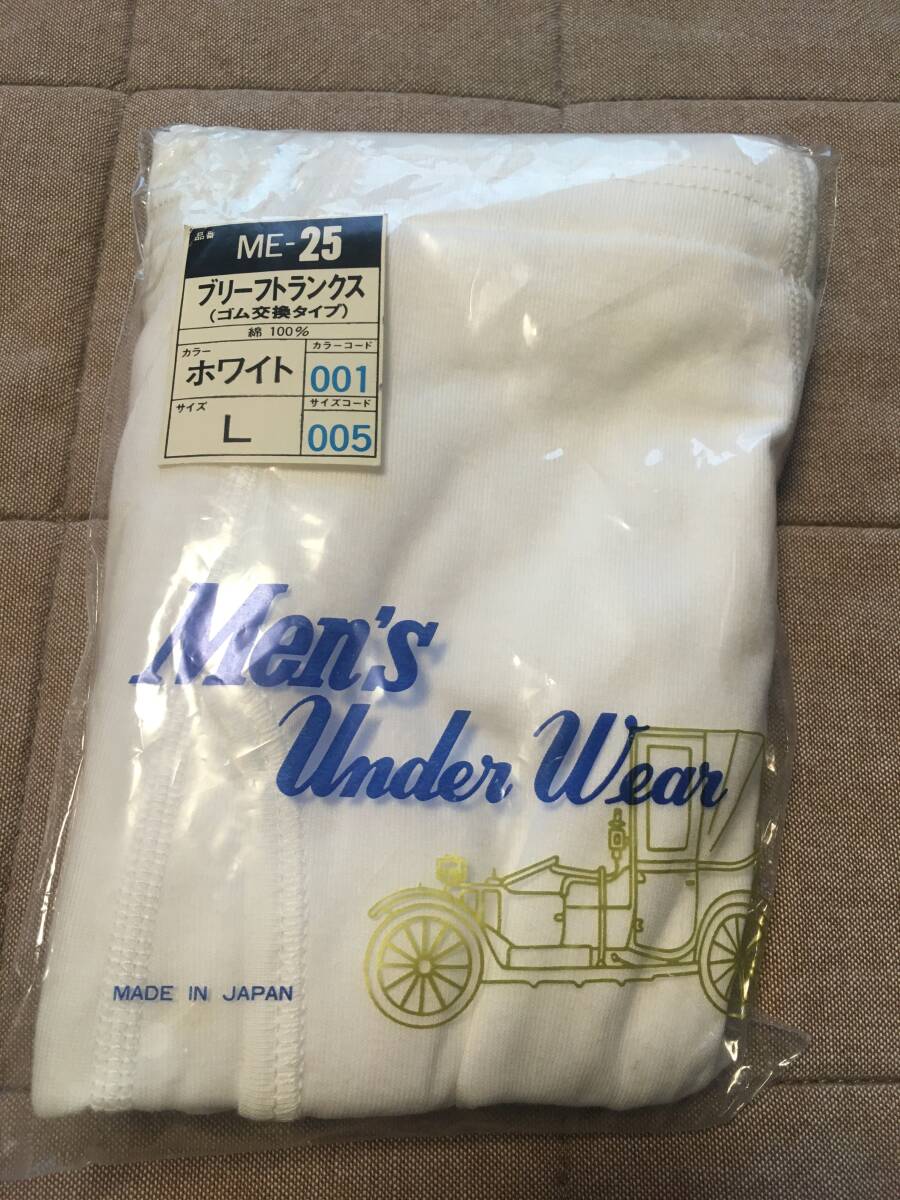 品番 ME-25
ブリーフトランクス
(ゴム交換タイプ)
綿 100%
カラー ホワイト カラーコード 001
サイズ L サイズコード 005
Men's
Under Wear
MADE IN JAPAN